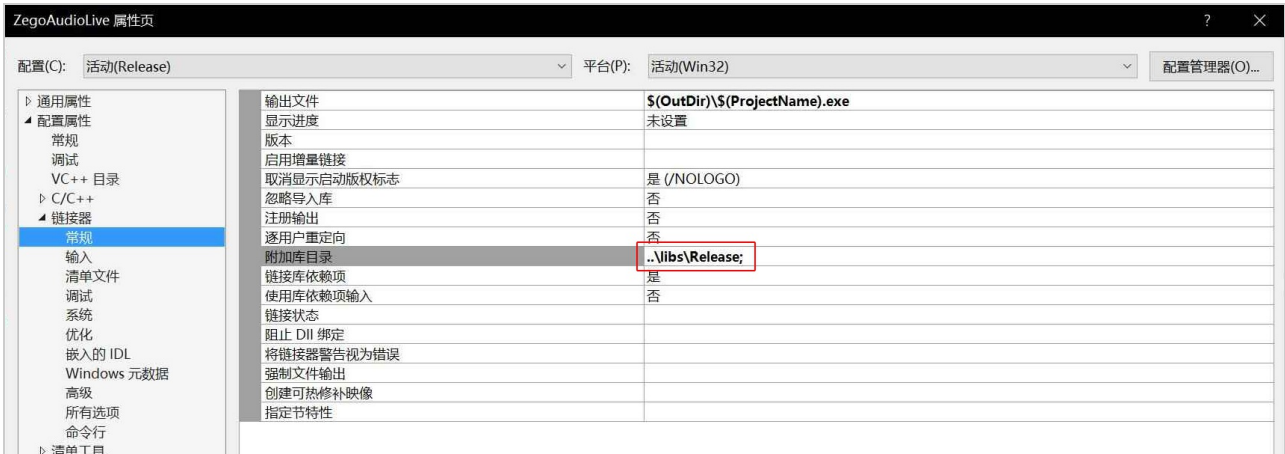 ZegoAudioLive 属性页 ? ×
配置(C): 活动(Release) 平台(P): 活动(Win32) 配置管理器(O)...
通用属性
配置属性
常规
调试
VC++ 目录
C/C++
链接器
常规
输入
清单文件
调试
系统
优化
嵌入的 IDL
Windows 元数据
高级
所有选项
命令行
清单工具
输出文件 $(OutDir)\$(ProjectName).exe
显示进度 未设置
版本
启用增量链接
取消显示启动版权标志 是 (/NOLOGO)
忽略导入库 否
注册输出 否
逐用户重定向 否
附加库目录 ..\libs\Release;
链接库依赖项 是
使用库依赖项输入 否
链接状态
阻止 Dll 绑定
将链接器警告视为错误
强制文件输出
创建可热修补映像
指定节特性